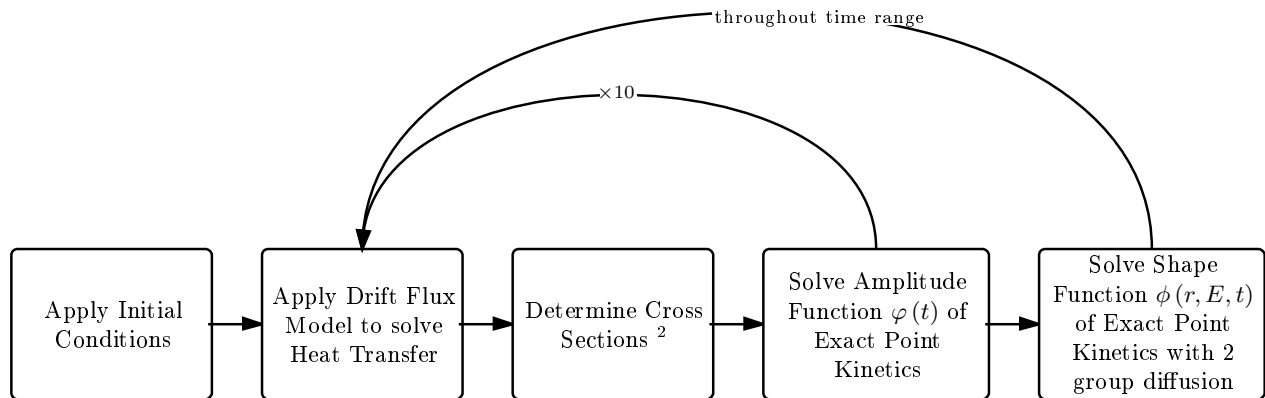 throughout time range
×10
Apply Initial
Conditions
Apply Drift Flux
Model to solve
Heat Transfer
Determine Cross
Sections ²
Solve Amplitude
Function φ(t) of
Exact Point
Kinetics
Solve Shape
Function ϕ(r, E, t)
of Exact Point
Kinetics with 2
group diffusion